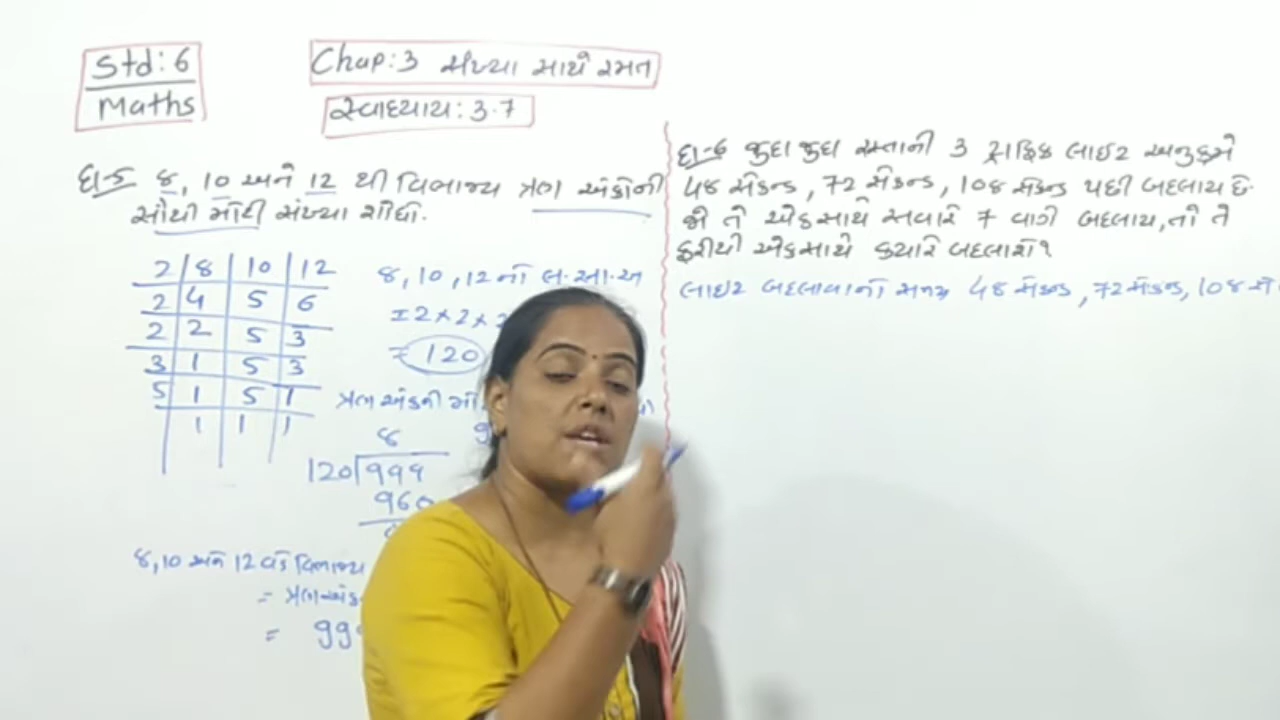 Std: 6
Maths
Chap: 3 સંખ્યા સાથે રમત
સ્વાધ્યાય: 3.7
દા-5 8, 10 અને 12 થી વિભાજ્ય ત્રણ અંકોની
સૌથી મોટી સંખ્યા શોધો.
2 8 10 12
2 4 5 6
2 2 5 3
3 1 5 3
5 1 5 1
1 1 1
8, 10, 12 નો લ.સા.અ
= 2 × 2 ×
= 120
ત્રણ અંકની
8
120 999
960
8, 10 અને 12 વડે વિભાજ્ય
=
=
દા-6 જુદા જુદા રસ્તાની 3 ટ્રાફિક લાઇટ અનુક્રમે
48 સેકન્ડ, 72 સેકન્ડ, 108 સેકન્ડ પછી બદલાય છે.
જો તે એકસાથે સવારે 7 વાગે બદલાય, તો તે
ફરીથી એકસાથે ક્યારે બદલાશે?
લાઇટ બદલાવાનો સમય 48 સેકન્ડ, 72 સેકન્ડ, 108